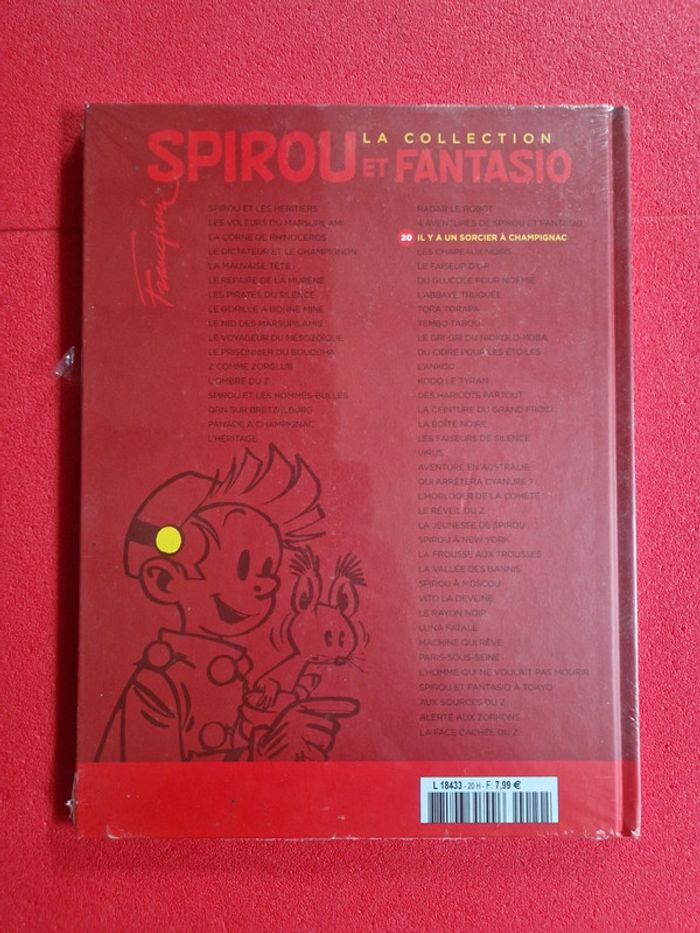 LA COLLECTION
SPIROU ET FANTASIO
Franquin
SPIROU ET LES HÉRITIERS
LES VOLEURS DU MARSUPILAMI
LA CORNE DE RHINOCÉROS
LE DICTATEUR ET LE CHAMPIGNON
LA MAUVAISE TÊTE
LE REPAIRE DE LA MURÈNE
LES PIRATES DU SILENCE
LE GORILLE A BONNE MINE
LE NID DES MARSUPILAMIS
LE VOYAGEUR DU MÉSOZOÏQUE
LE PRISONNIER DU BOUDDHA
Z COMME ZORGLUB
L'OMBRE DU Z
SPIROU ET LES HOMMES-BULLES
QRN SUR BRETZELBURG
PANADE À CHAMPIGNAC
L'HÉRITAGE
RADAR LE ROBOT
4 AVENTURES DE SPIROU ET FANTASIO
20 IL Y A UN SORCIER À CHAMPIGNAC
LES CHAPEAUX NOIRS
LE FAISEUR D'OR
DU GLUCOLE POUR NOÉMIE
L'ABBAYE TRUQUÉE
TORA TORAPA
TEMBO TABOU
LE GRI-GRI DU NIOKOLO-KOBA
DU CIDRE POUR LES ÉTOILES
L'ANKOU
KODO LE TYRAN
DES HARICOTS PARTOUT
LA CEINTURE DU GRAND FROID
LA BOÎTE NOIRE
LES FAISEURS DE SILENCE
VIRUS
AVENTURE EN AUSTRALIE
QUI ARRÊTERA CYANURE ?
L'HORLOGER DE LA COMÈTE
LE RÉVEIL DU Z
LA JEUNESSE DE SPIROU
SPIROU À NEW YORK
LA FROUSSE AUX TROUSSES
LA VALLÉE DES BANNIS
SPIROU À MOSCOU
VITO LA DÉVEINE
LE RAYON NOIR
LUNA FATALE
MACHINE QUI RÊVE
PARIS-SOUS-SEINE
L'HOMME QUI NE VOULAIT PAS MOURIR
SPIROU ET FANTASIO À TOKYO
AUX SOURCES DU Z
ALERTE AUX ZORKONS
LA FACE CACHÉE DU Z
L 18433 - 20 H - F: 7,99 €